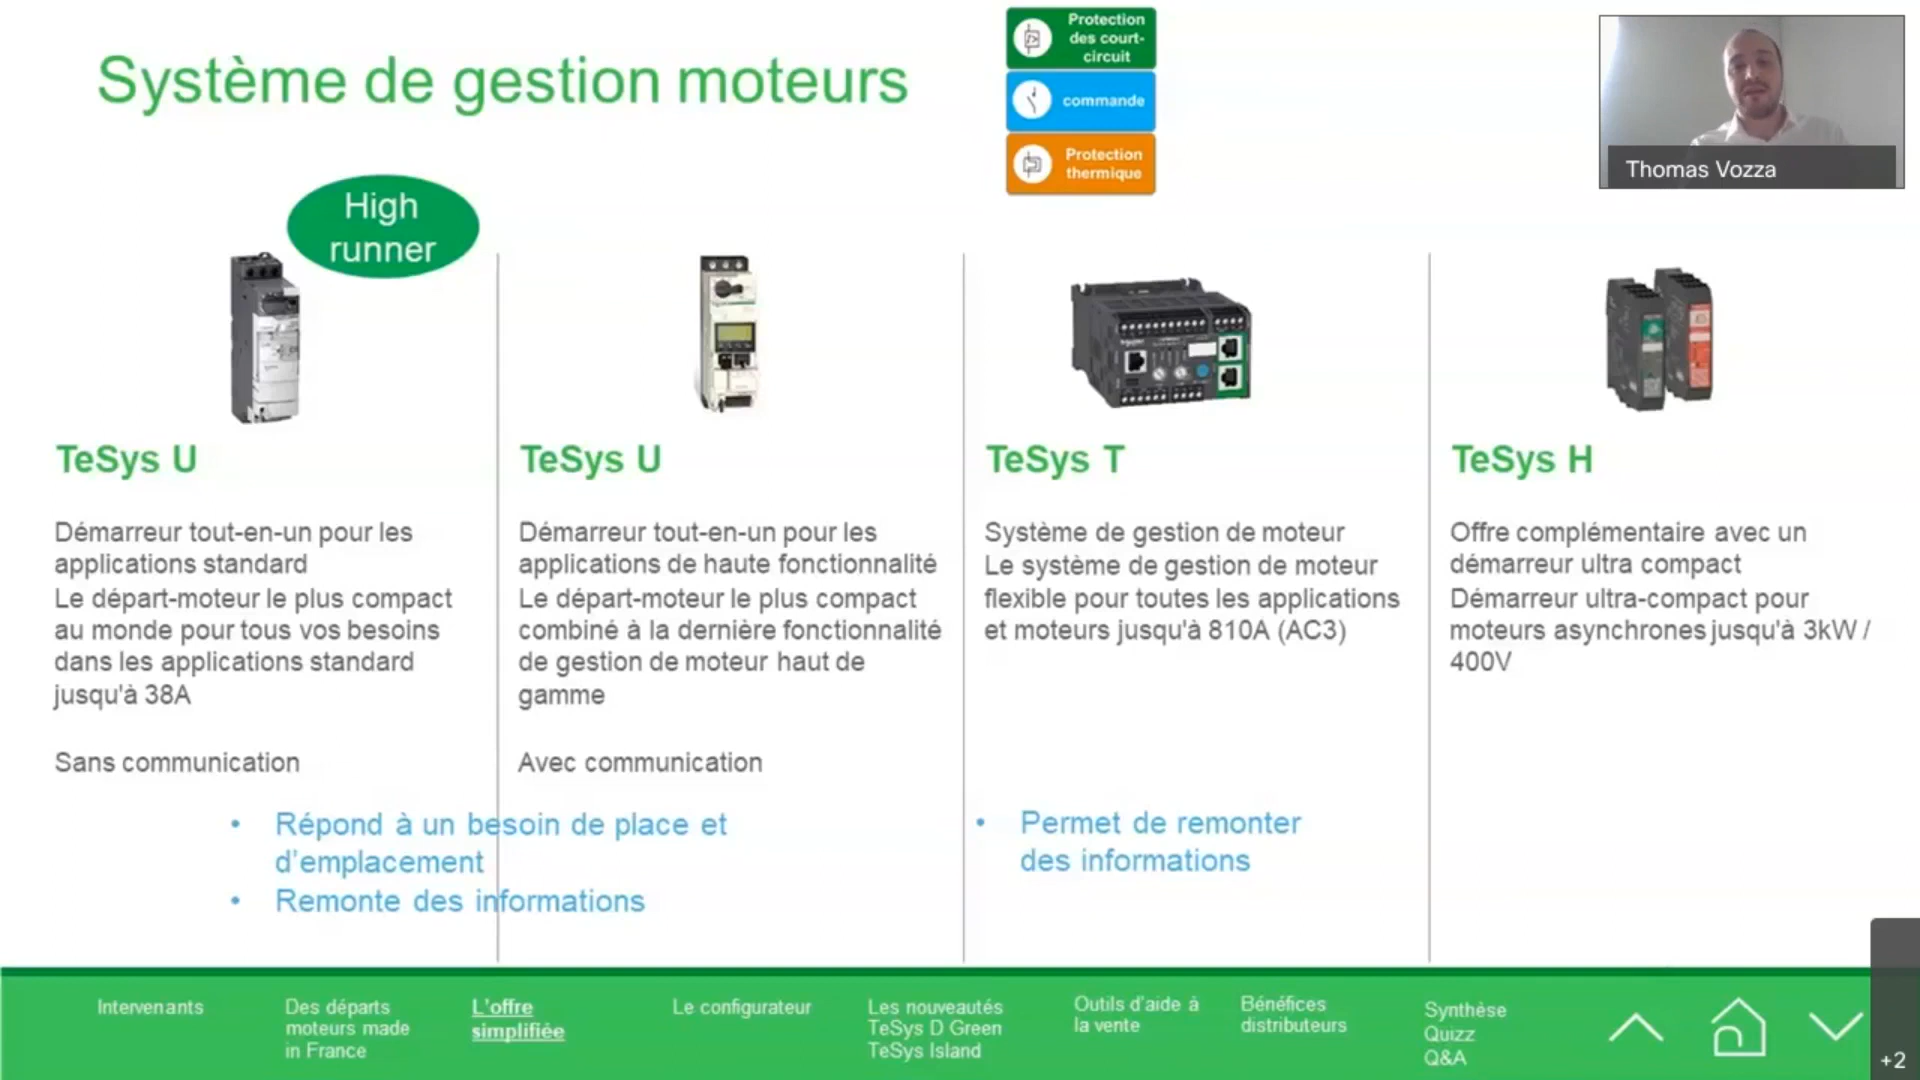 Système de gestion moteurs
Protection
des court-
circuit
commande
Protection
thermique
Thomas Vozza
High
runner
TeSys U
Démarreur tout-en-un pour les
applications standard
Le départ-moteur le plus compact
au monde pour tous vos besoins
dans les applications standard
jusqu'à 38A
Sans communication
TeSys U
Démarreur tout-en-un pour les
applications de haute fonctionnalité
Le départ-moteur le plus compact
combiné à la dernière fonctionnalité
de gestion de moteur haut de
gamme
Avec communication
• Répond à un besoin de place et
d'emplacement
• Remonte des informations
TeSys T
Système de gestion de moteur
Le système de gestion de moteur
flexible pour toutes les applications
et moteurs jusqu'à 810A (AC3)
• Permet de remonter
des informations
TeSys H
Offre complémentaire avec un
démarreur ultra compact
Démarreur ultra-compact pour
moteurs asynchrones jusqu'à 3kW /
400V
Intervenants
Des départs
moteurs made
in France
L'offre
simplifiée
Le configurateur
Les nouveautés
TeSys D Green
TeSys Island
Outils d'aide à
la vente
Bénéfices
distributeurs
Synthèse
Quizz
Q&A
+2